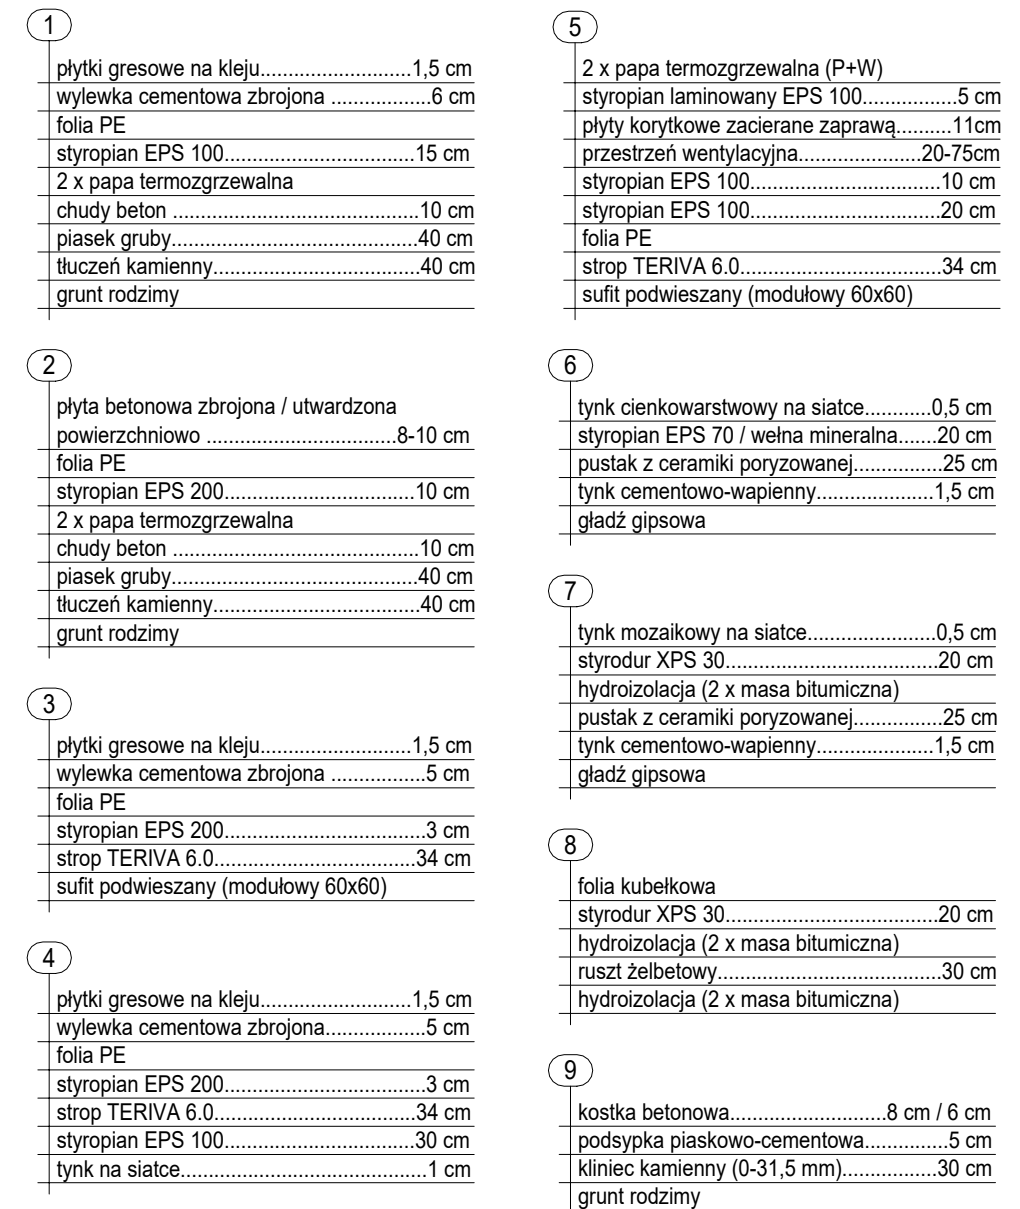 1
płytki gresowe na kleju...........................1,5 cm
wylewka cementowa zbrojona ..................6 cm
folia PE
styropian EPS 100..................................15 cm
2 x papa termozgrzewalna
chudy beton ............................................10 cm
piasek gruby............................................40 cm
tłuczeń kamienny.....................................40 cm
grunt rodzimy
2
płyta betonowa zbrojona / utwardzona
powierzchniowo .......................................8-10 cm
folia PE
styropian EPS 200..................................10 cm
2 x papa termozgrzewalna
chudy beton ............................................10 cm
piasek gruby............................................40 cm
tłuczeń kamienny.....................................40 cm
grunt rodzimy
3
płytki gresowe na kleju...........................1,5 cm
wylewka cementowa zbrojona .................5 cm
folia PE
styropian EPS 200....................................3 cm
strop TERIVA 6.0....................................34 cm
sufit podwieszany (modułowy 60x60)
4
płytki gresowe na kleju...........................1,5 cm
wylewka cementowa zbrojona..................5 cm
folia PE
styropian EPS 200....................................3 cm
strop TERIVA 6.0....................................34 cm
styropian EPS 100..................................30 cm
tynk na siatce............................................1 cm
5
2 x papa termozgrzewalna (P+W)
styropian laminowany EPS 100.................5 cm
płyty korytkowe zacierane zaprawą..........11cm
przestrzeń wentylacyjna......................20-75cm
styropian EPS 100..................................10 cm
styropian EPS 100..................................20 cm
folia PE
strop TERIVA 6.0....................................34 cm
sufit podwieszany (modułowy 60x60)
6
tynk cienkowarstwowy na siatce............0,5 cm
styropian EPS 70 / wełna mineralna.......20 cm
pustak z ceramiki poryzowanej................25 cm
tynk cementowo-wapienny.....................1,5 cm
gładź gipsowa
7
tynk mozaikowy na siatce.......................0,5 cm
styrodur XPS 30......................................20 cm
hydroizolacja (2 x masa bitumiczna)
pustak z ceramiki poryzowanej................25 cm
tynk cementowo-wapienny.....................1,5 cm
gładź gipsowa
8
folia kubełkowa
styrodur XPS 30......................................20 cm
hydroizolacja (2 x masa bitumiczna)
ruszt żelbetowy........................................30 cm
hydroizolacja (2 x masa bitumiczna)
9
kostka betonowa............................8 cm / 6 cm
podsypka piaskowo-cementowa...............5 cm
kliniec kamienny (0-31,5 mm).................30 cm
grunt rodzimy